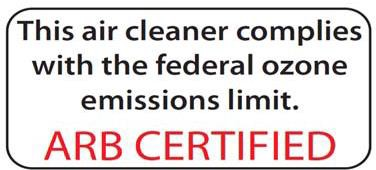 This air cleaner complies
with the federal ozone
emissions limit.
ARB CERTIFIED